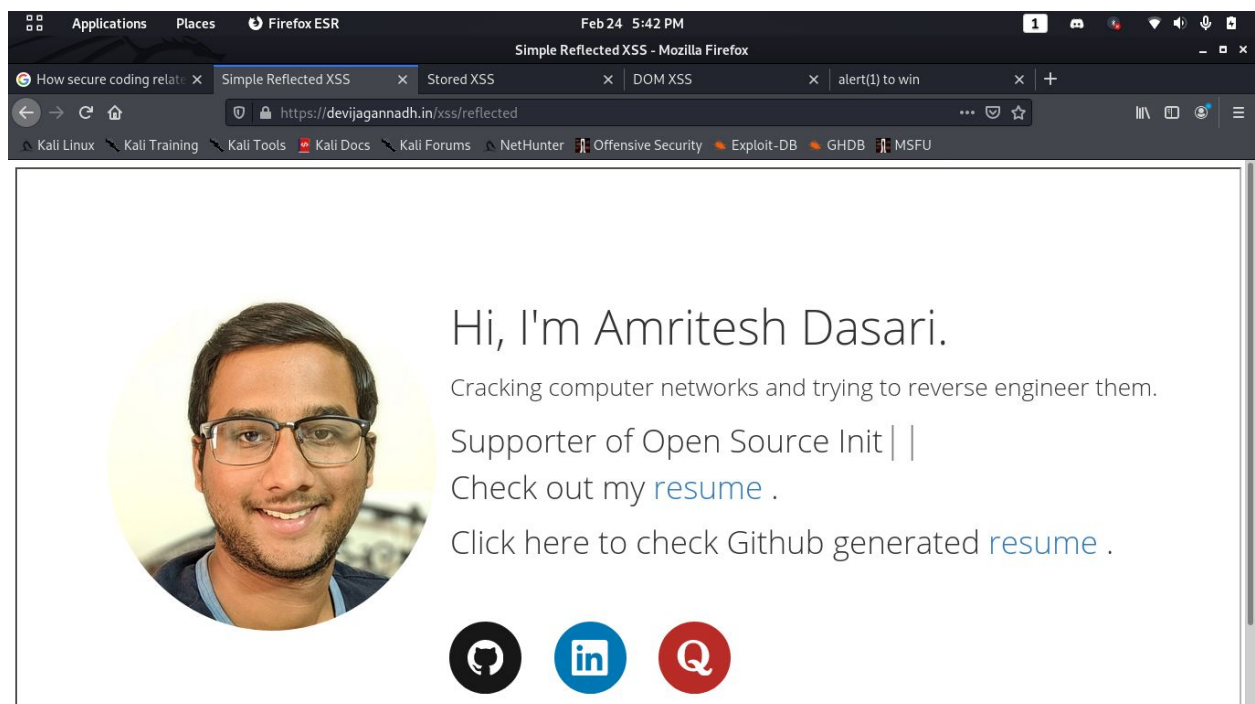 Applications Places Firefox ESR Feb 24 5:42 PM 1
Simple Reflected XSS - Mozilla Firefox
How secure coding relate Simple Reflected XSS Stored XSS DOM XSS alert(1) to win
https://devijagannadh.in/xss/reflected
Kali Linux Kali Training Kali Tools Kali Docs Kali Forums NetHunter Offensive Security Exploit-DB GHDB MSFU
Hi, I'm Amritesh Dasari.
Cracking computer networks and trying to reverse engineer them.
Supporter of Open Source Init||
Check out my resume .
Click here to check Github generated resume .
in Q